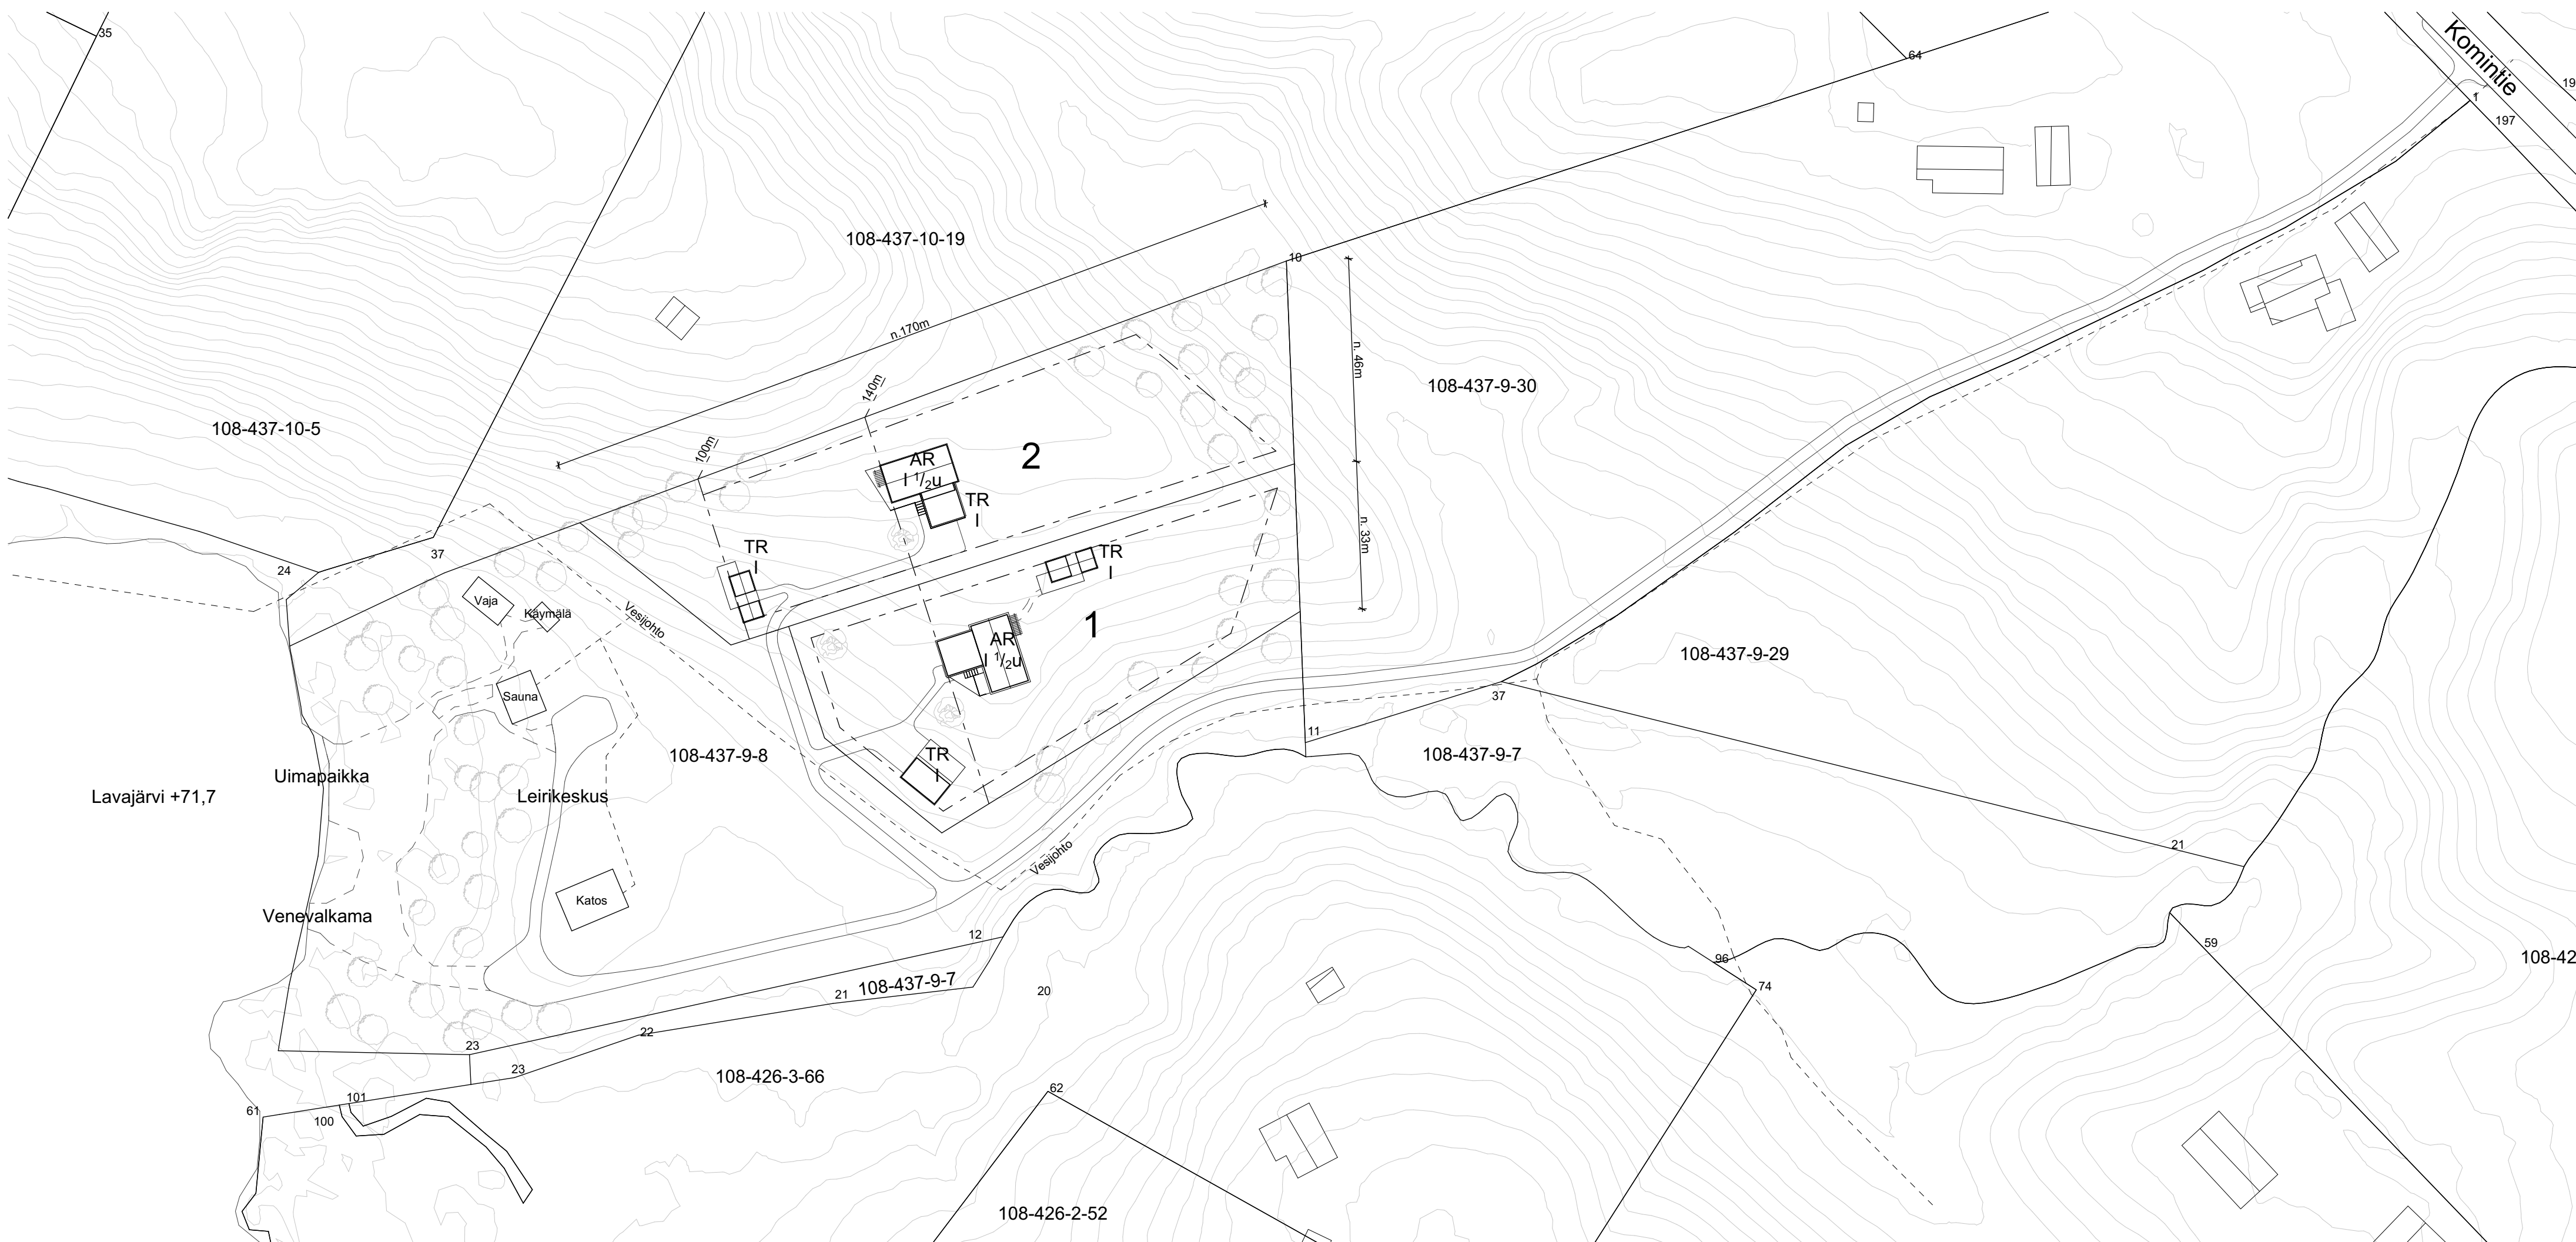 35
64
Komintie
19
1
197
108-437-10-19
10
n.170m
n. 46m
140m
108-437-9-30
108-437-10-5
100m
AR
I 1/2u
2
TR
I
n. 33m
TR
I
TR
I
37
24
Vaja
Käymälä
Vesijohto
1
AR
I 1/2u
108-437-9-29
Sauna
37
11
108-437-9-8
TR
I
108-437-9-7
Uimapaikka
Lavajärvi +71,7
Leirikeskus
21
Vesijohto
Katos
Venevalkama
12
59
96
108-42
108-437-9-7
21
20
74
22
23
23
108-426-3-66
62
101
61
100
108-426-2-52